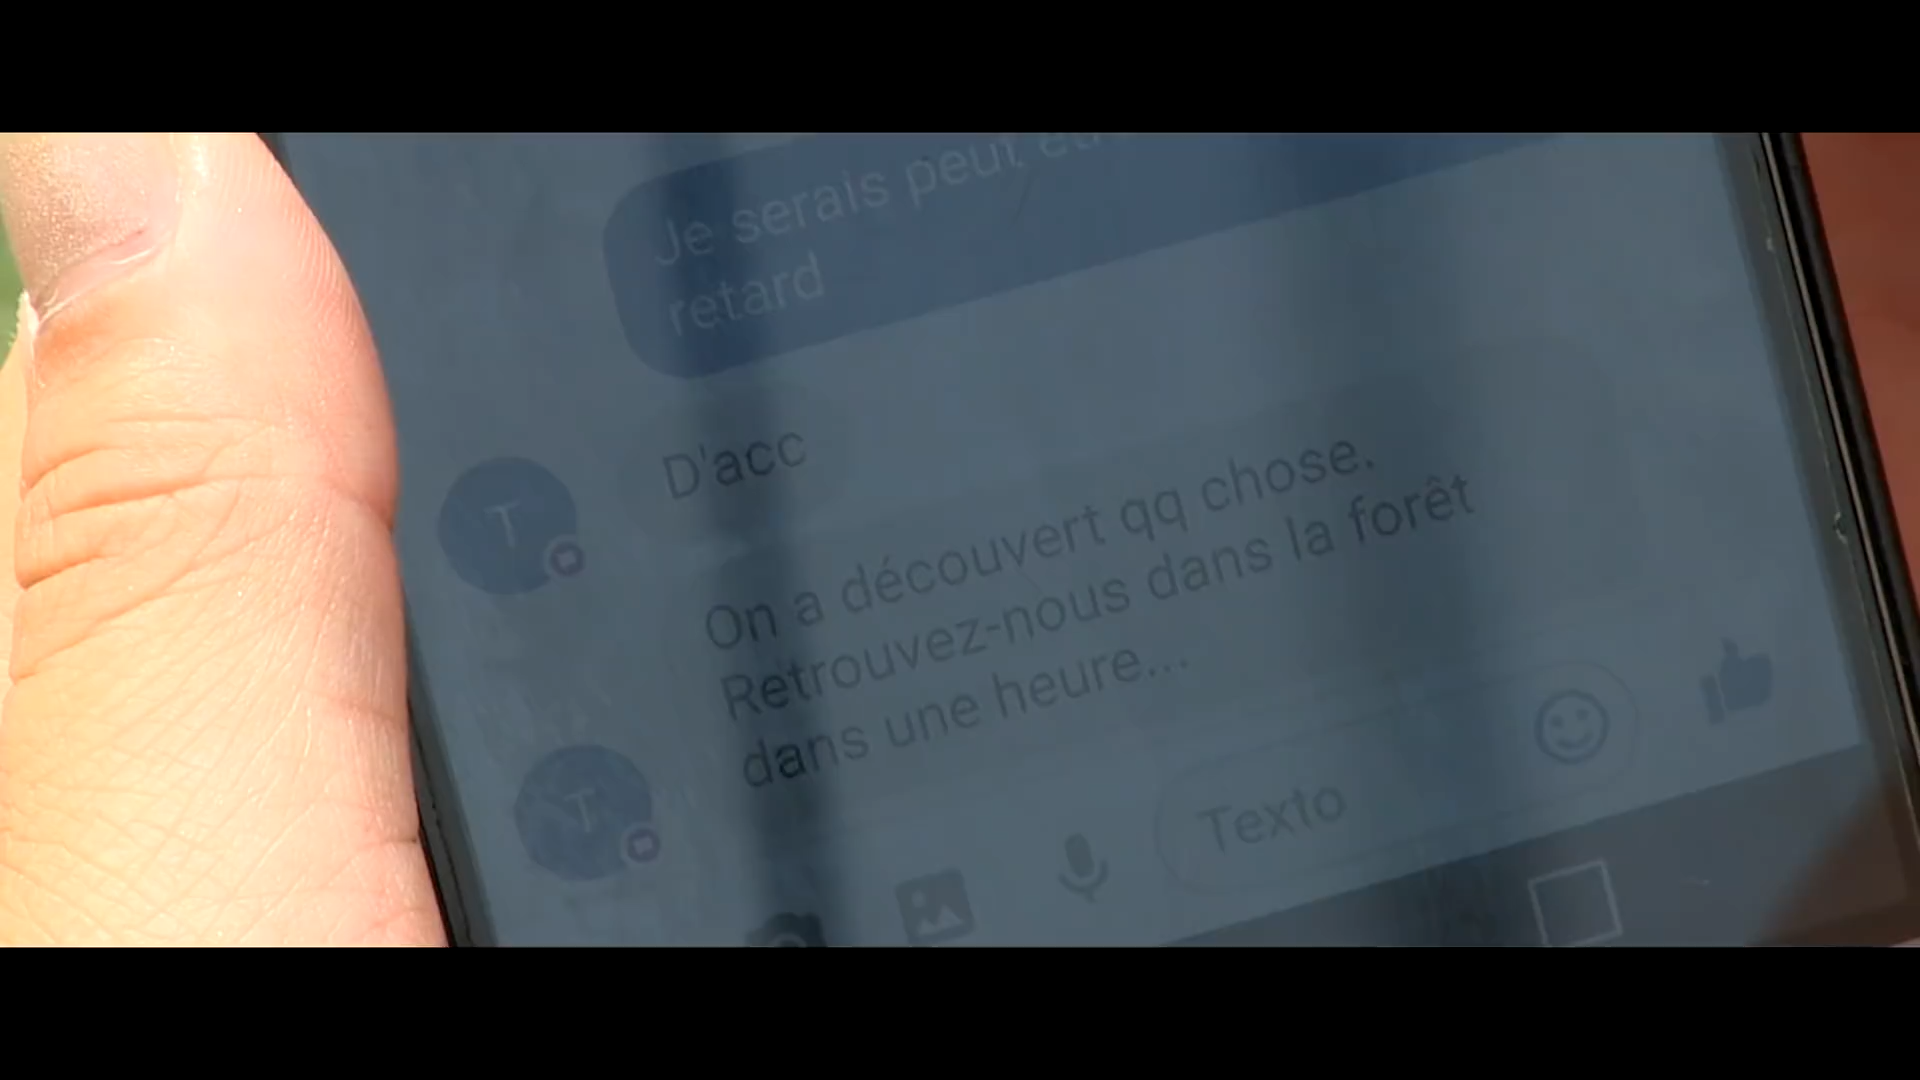 Je serais peut
retard
D'acc
T
On a découvert qq chose.
Retrouvez-nous dans la forêt
dans une heure...
T
Texto